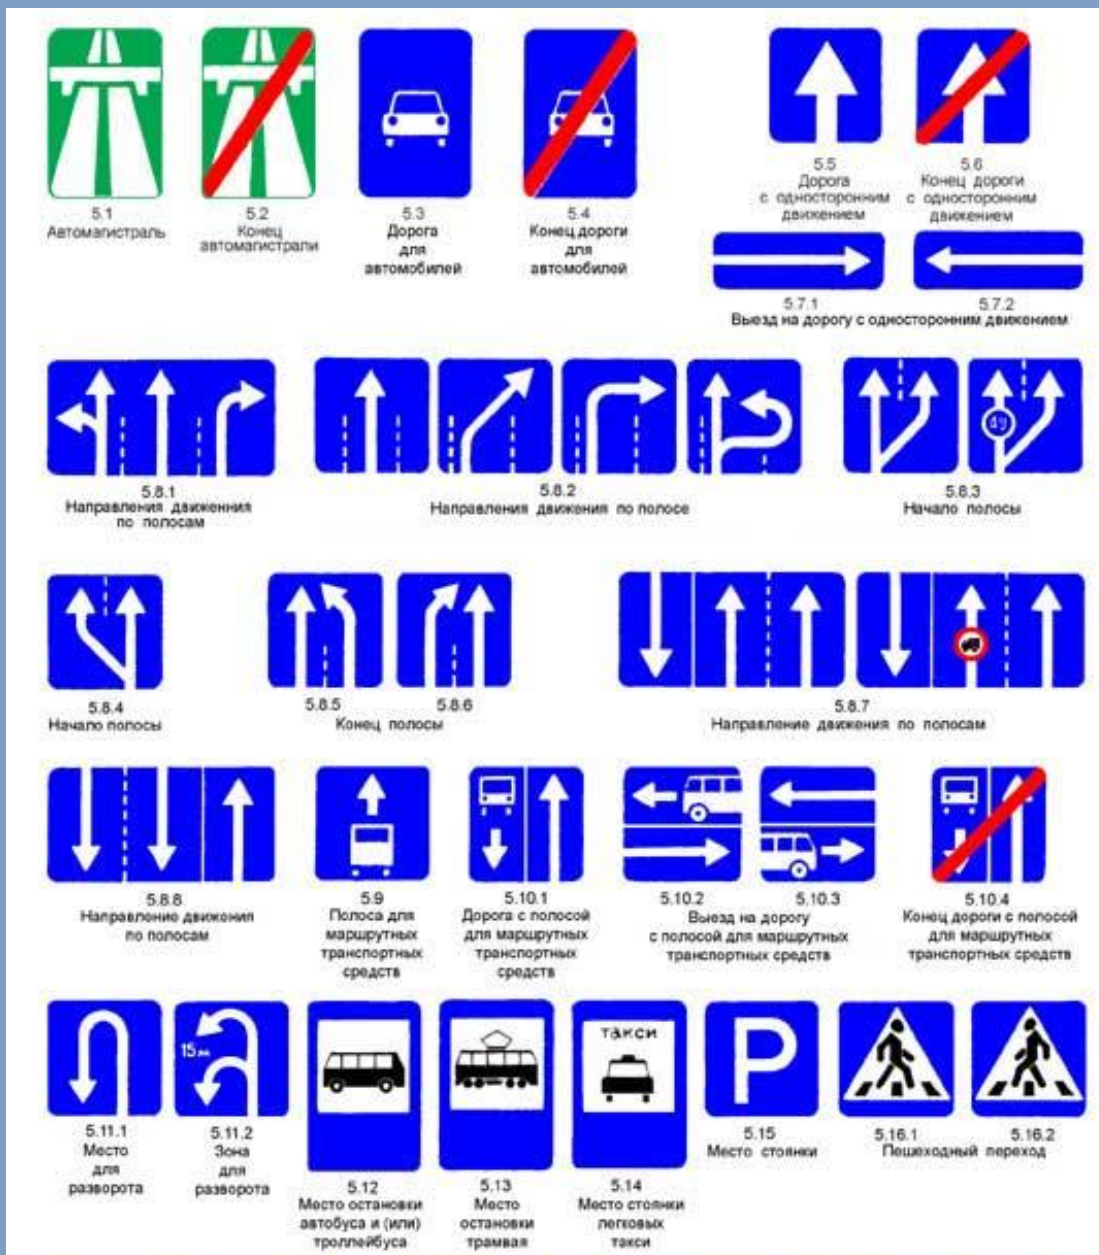 5.1
Автомагистраль
5.2
Конец
автомагистрали
5.3
Дорога
для
автомобилей
5.4
Конец дороги
для
автомобилей
5.5
Дорога
с односторонним
движением
5.6
Конец дороги
с односторонним
движением
5.7.1
5.7.2
Выезд на дорогу с односторонним движением
5.8.1
Направления движенния
по полосам
5.8.2
Направления движения по полосе
5.8.3
Начало полосы
5.8.4
Начало полосы
5.8.5
5.8.6
Конец полосы
5.8.7
Направление движения по полосам
5.8.8
Направление движения
по полосам
5.9
Полоса для
маршрутных
транспортных
средств
5.10.1
Дорога с полосой
для маршрутных
транспортных
средств
5.10.2
5.10.3
Выезд на дорогу
с полосой для маршрутных
транспортных средств
5.10.4
Конец дороги с полосой
для маршрутных
транспортных средств
5.11.1
Место
для
разворота
15м
5.11.2
Зона
для
разворота
5.12
Место остановки
автобуса и (или)
троллейбуса
5.13
Место
остановки
трамвая
такси
5.14
Место стоянки
легковых
такси
P
5.15
Место стоянки
5.16.1
5.16.2
Пешеходный переход